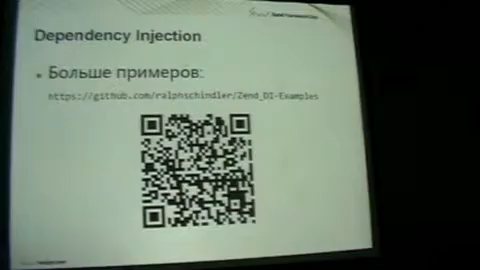 Dependency Injection
Больше примеров:
https://github.com/ralphschindler/Zend_DI-Examples